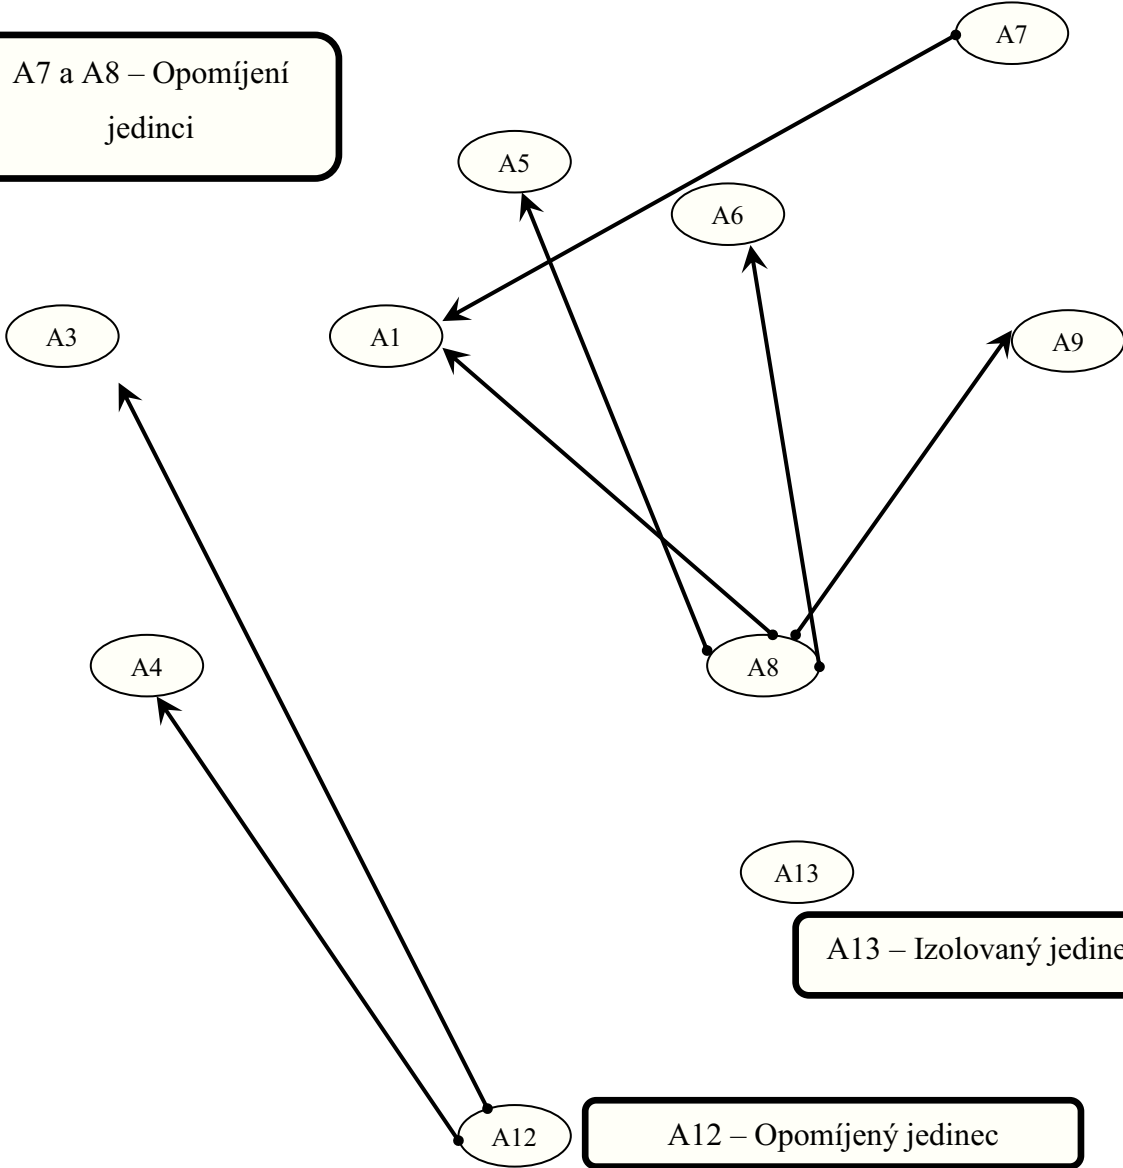 A7
A7 a A8 – Opomíjení
jedinci
A5
A6
A3
A1
A9
A4
A8
A13
A13 – Izolovaný jedine
A12
A12 – Opomíjený jedinec